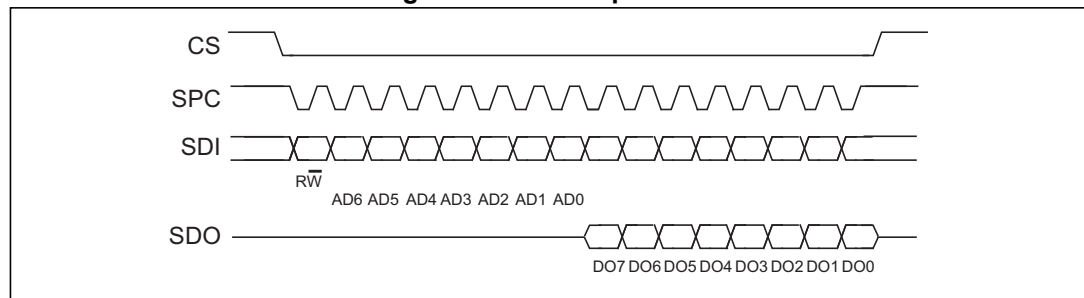 CS
SPC
SDI
RW̅
AD6 AD5 AD4 AD3 AD2 AD1 AD0
SDO
DO7 DO6 DO5 DO4 DO3 DO2 DO1 DO0